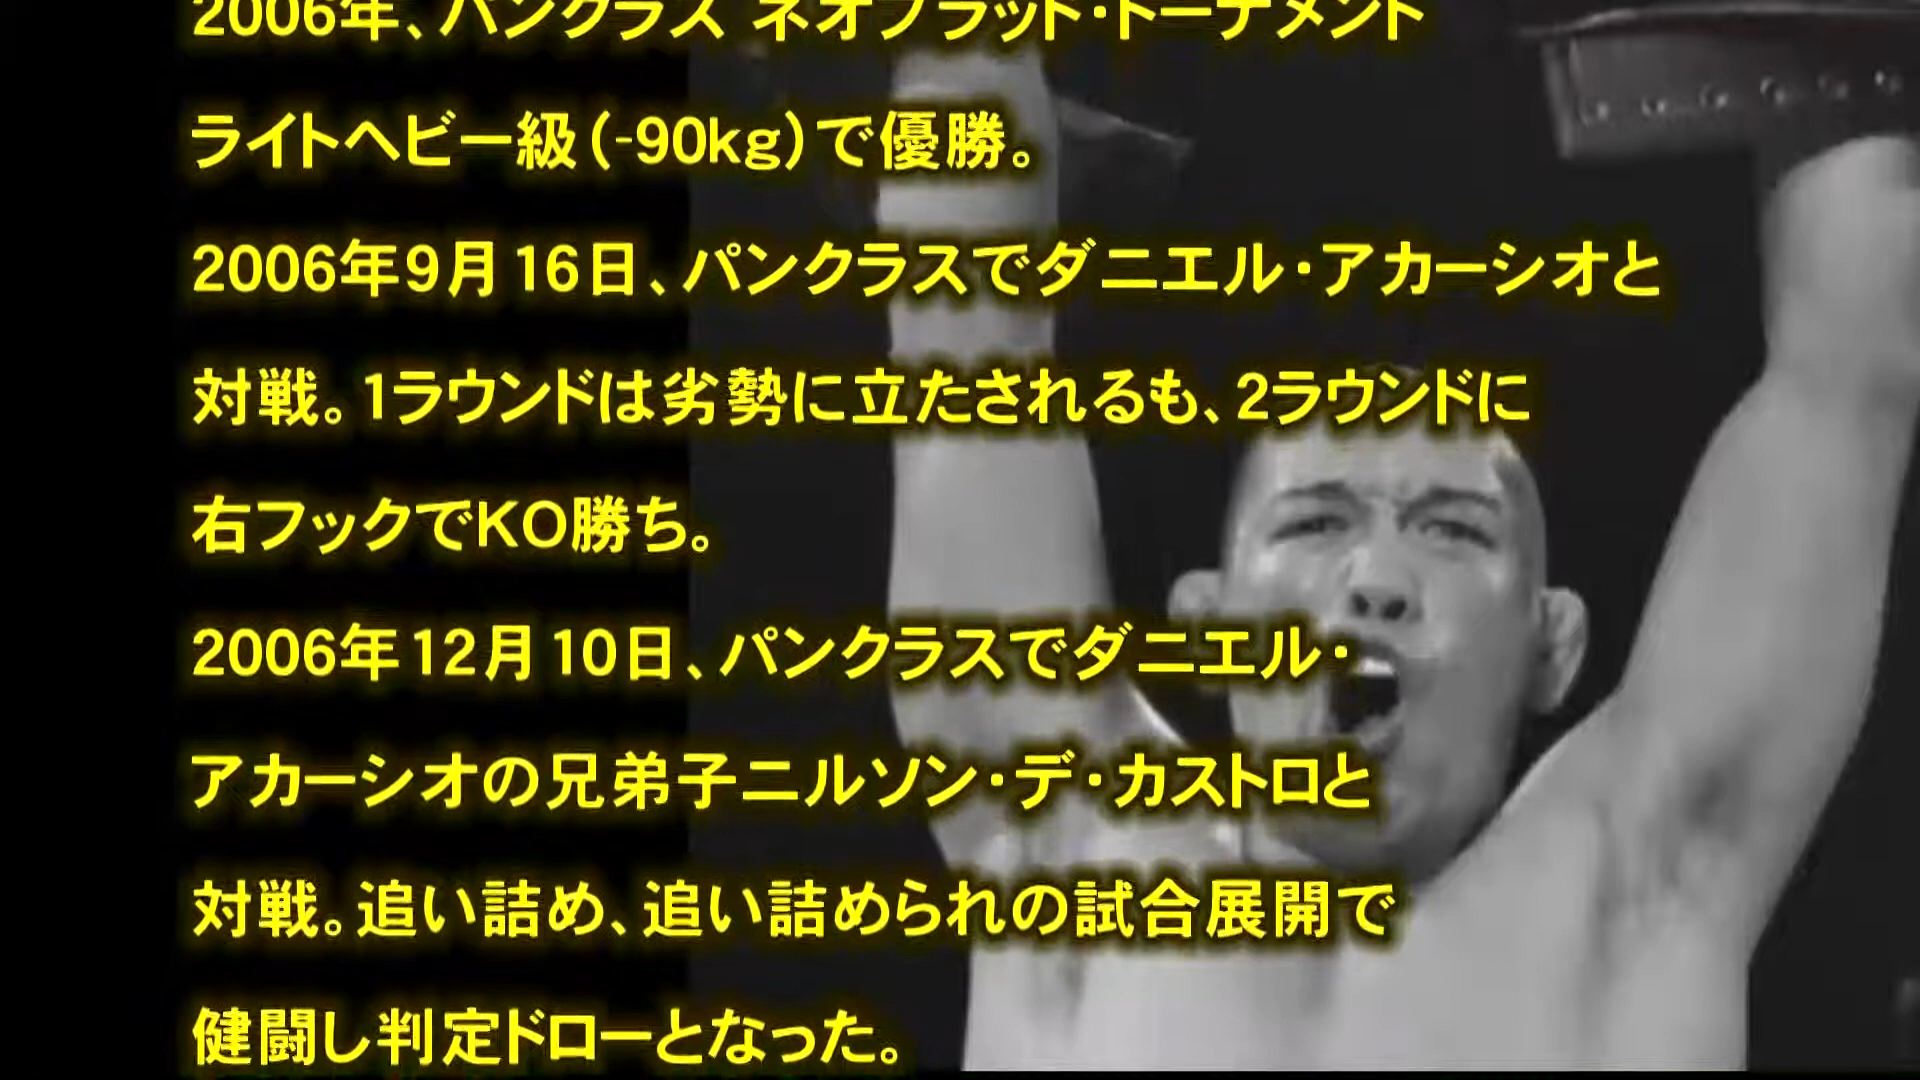 2006年、パンクラス ネオブラッド・トーナメント
ライトヘビー級（-90kg）で優勝。
2006年9月16日、パンクラスでダニエル・アカーシオと
対戦。1ラウンドは劣勢に立たされるも、2ラウンドに
右フックでKO勝ち。
2006年12月10日、パンクラスでダニエル・
アカーシオの兄弟子ニルソン・デ・カストロと
対戦。追い詰め、追い詰められの試合展開で
健闘し判定ドローとなった。